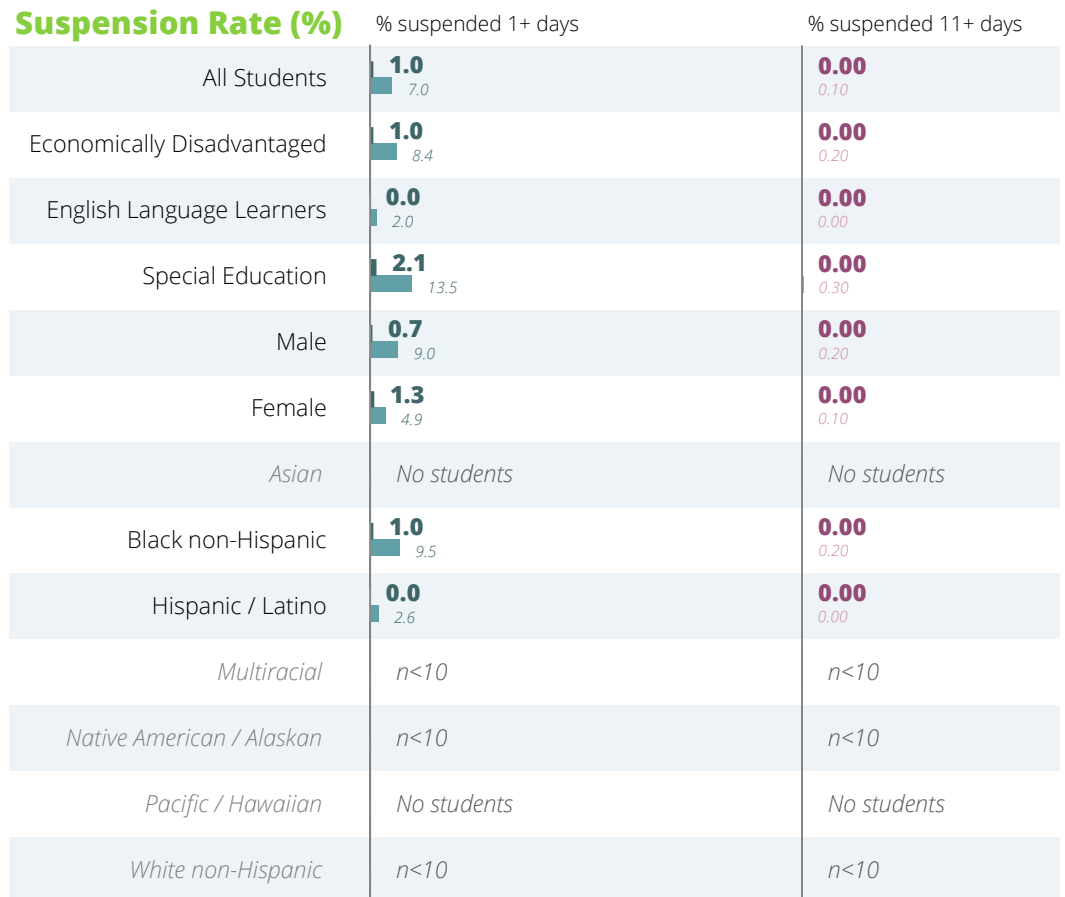 Suspension Rate (%) % suspended 1+ days % suspended 11+ days
All Students 1.0 0.00
7.0 0.10
Economically Disadvantaged 1.0 0.00
8.4 0.20
English Language Learners 0.0 0.00
2.0 0.00
Special Education 2.1 0.00
13.5 0.30
Male 0.7 0.00
9.0 0.20
Female 1.3 0.00
4.9 0.10
Asian No students No students
Black non-Hispanic 1.0 0.00
9.5 0.20
Hispanic / Latino 0.0 0.00
2.6 0.00
Multiracial n<10 n<10
Native American / Alaskan n<10 n<10
Pacific / Hawaiian No students No students
White non-Hispanic n<10 n<10